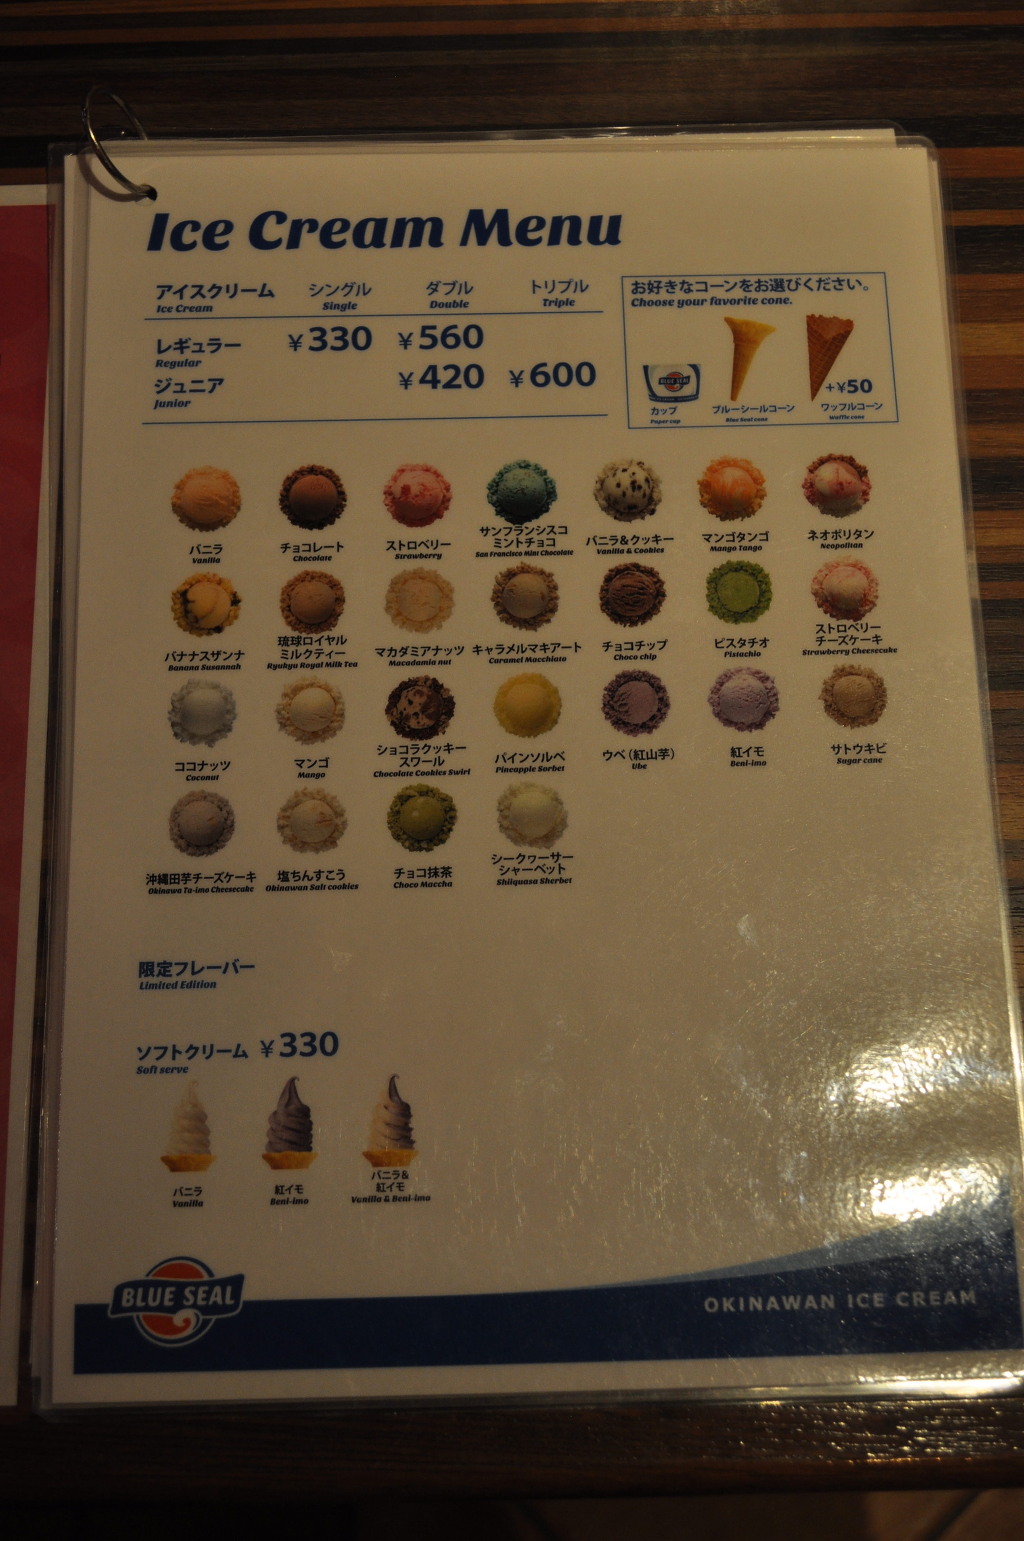 Ice Cream Menu
アイスクリーム シングル ダブル トリプル
Ice Cream Single Double Triple
レギュラー ¥330 ¥560
Regular
ジュニア ¥420 ¥600
Junior
お好きなコーンをお選びください。
Choose your favorite cone.
BLUE SEAL
+¥50
カップ ブルーシールコーン ワッフルコーン
Paper cup Blue Seal cone Waffle cone
バニラ
Vanilla
チョコレート
Chocolate
ストロベリー
Strawberry
サンフランシスコ
ミントチョコ
San Francisco Mint Chocolate
バニラ&クッキー
Vanilla & Cookies
マンゴタンゴ
Mango Tango
ネオポリタン
Neopolitan
バナナスザンナ
Banana Susannah
琉球ロイヤル
ミルクティー
Ryukyu Royal Milk Tea
マカダミアナッツ
Macadamia nut
キャラメルマキアート
Caramel Macchiato
チョコチップ
Choco chip
ピスタチオ
Pistachio
ストロベリー
チーズケーキ
Strawberry Cheesecake
ココナッツ
Coconut
マンゴ
Mango
ショコラクッキー
スワール
Chocolate Cookies Swirl
パインソルベ
Pineapple Sorbet
ウベ（紅山芋）
Ube
紅イモ
Beni-imo
サトウキビ
Sugar cane
沖縄田芋チーズケーキ
Okinawa Ta-imo Cheesecake
塩ちんすこう
Okinawan Salt cookies
チョコ抹茶
Choco Maccha
シークヮーサー
シャーベット
Shiiquasa Sherbet
限定フレーバー
Limited Edition
ソフトクリーム ¥330
Soft serve
バニラ
Vanilla
紅イモ
Beni-imo
バニラ&
紅イモ
Vanilla & Beni-imo
BLUE SEAL
OKINAWAN ICE CREAM